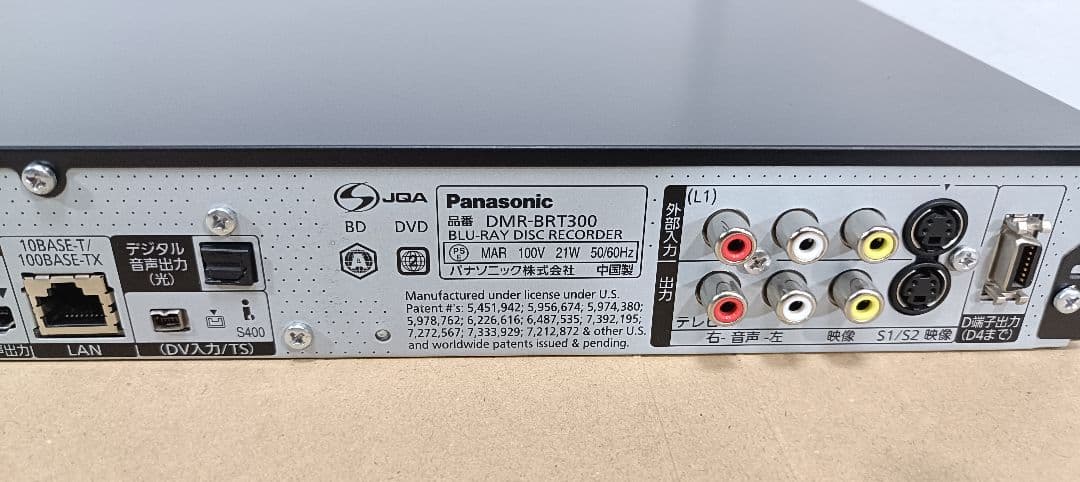 10BASE-T/
100BASE-TX
LAN
デジタル
音声出力
(光)
S400
(DV入力/TS)
JQA
BD DVD
A
2
Panasonic
品番 DMR-BRT300
BLU-RAY DISC RECORDER
PS E MAR 100V 21W 50/60Hz
パナソニック株式会社 中国製
Manufactured under license under U.S.
Patent #'s: 5,451,942; 5,956,674; 5,974,380;
5,978,762; 6,226,616; 6,487,535; 7,392,195;
7,272,567; 7,333,929; 7,212,872 & other U.S.
and worldwide patents issued & pending.
(L1)
外部入力
出力
テレビ
右- 音声 -左 映像 S1/S2 映像
D端子出力
(D4まで)